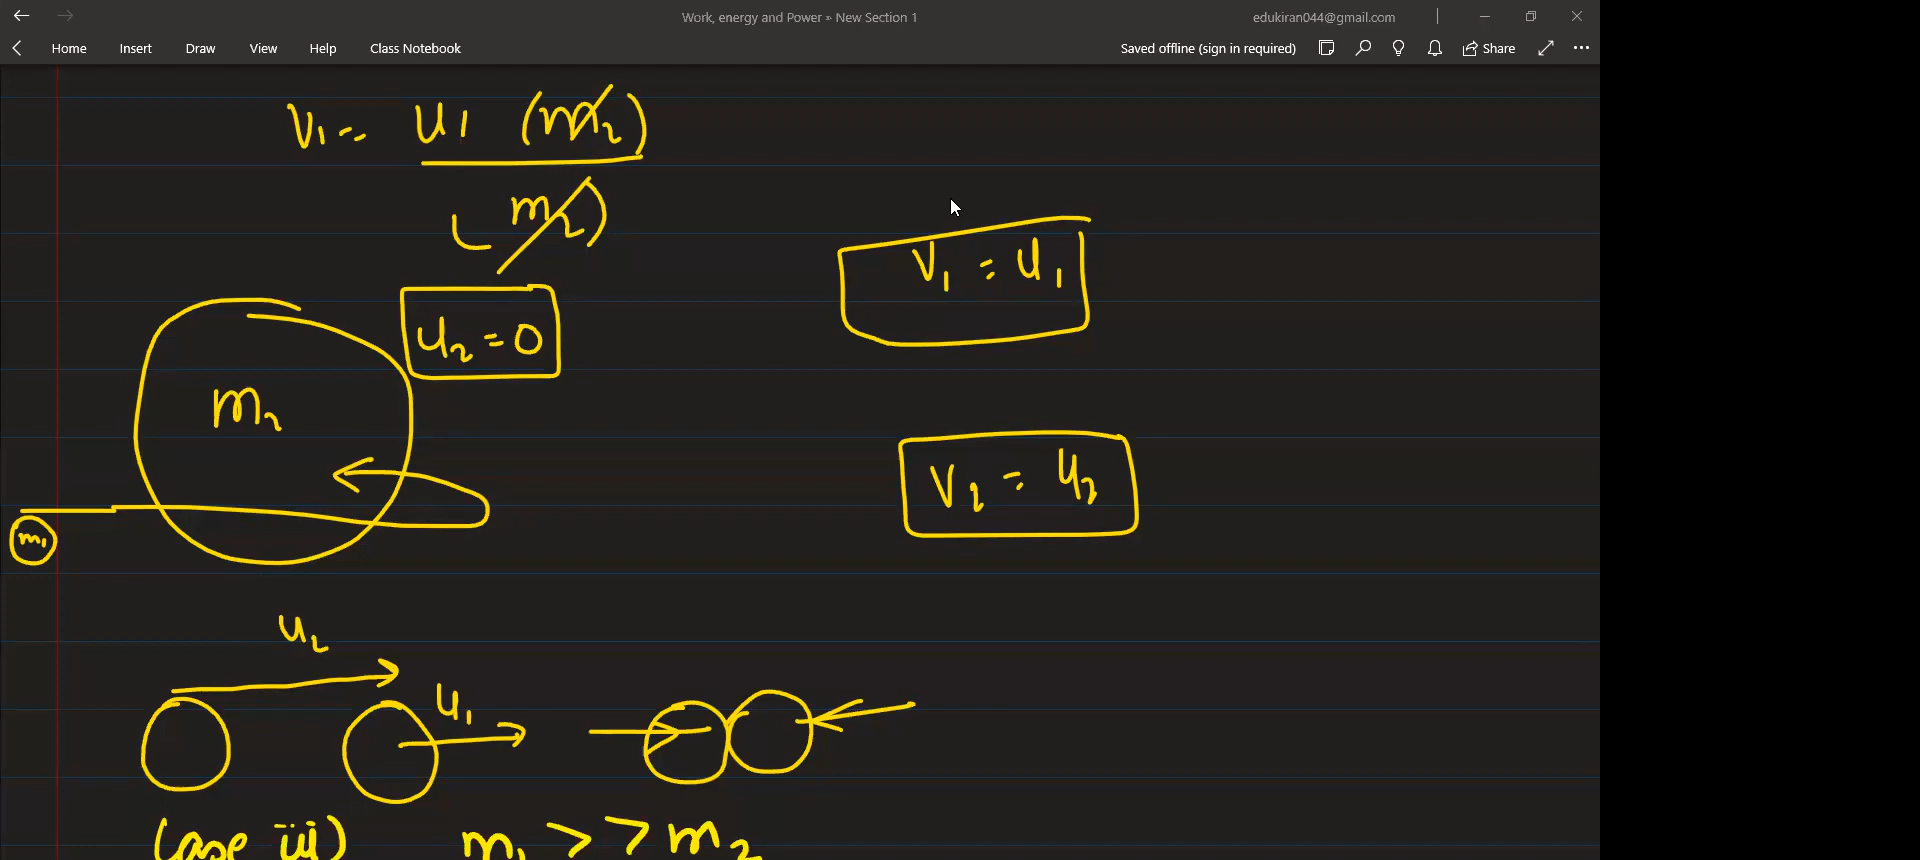 Work, energy and Power » New Section 1
edukiran044@gmail.com
Home Insert Draw View Help Class Notebook
Saved offline (sign in required) Share
V1 = U1 (m2)
(m2)
V1 = U1
U2 = 0
m2
V2 = U2
m1
U2
U1
(Case iii) m1 >> m2